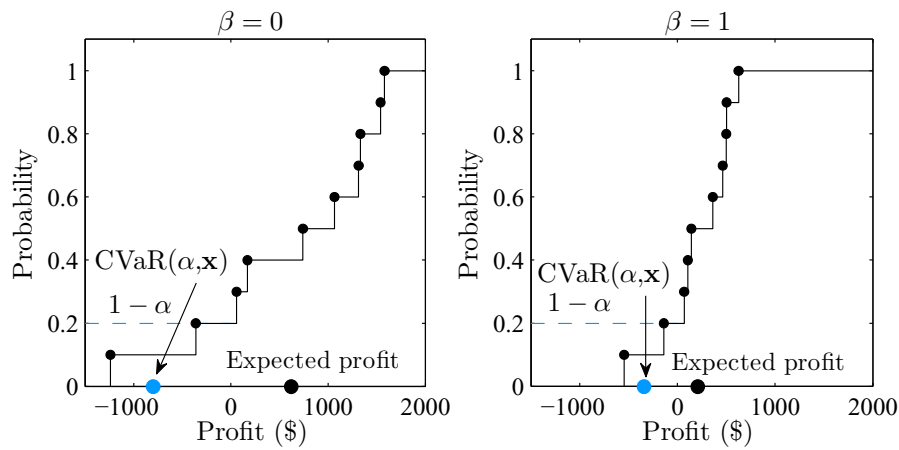 β = 0
1
0.8
0.6
0.4
0.2
0
Probability
CVaR(α,x)
1 − α
Expected profit
−1000
0
1000
2000
Profit ($)
β = 1
1
0.8
0.6
0.4
0.2
0
Probability
CVaR(α,x)
1 − α
Expected profit
−1000
0
1000
2000
Profit ($)